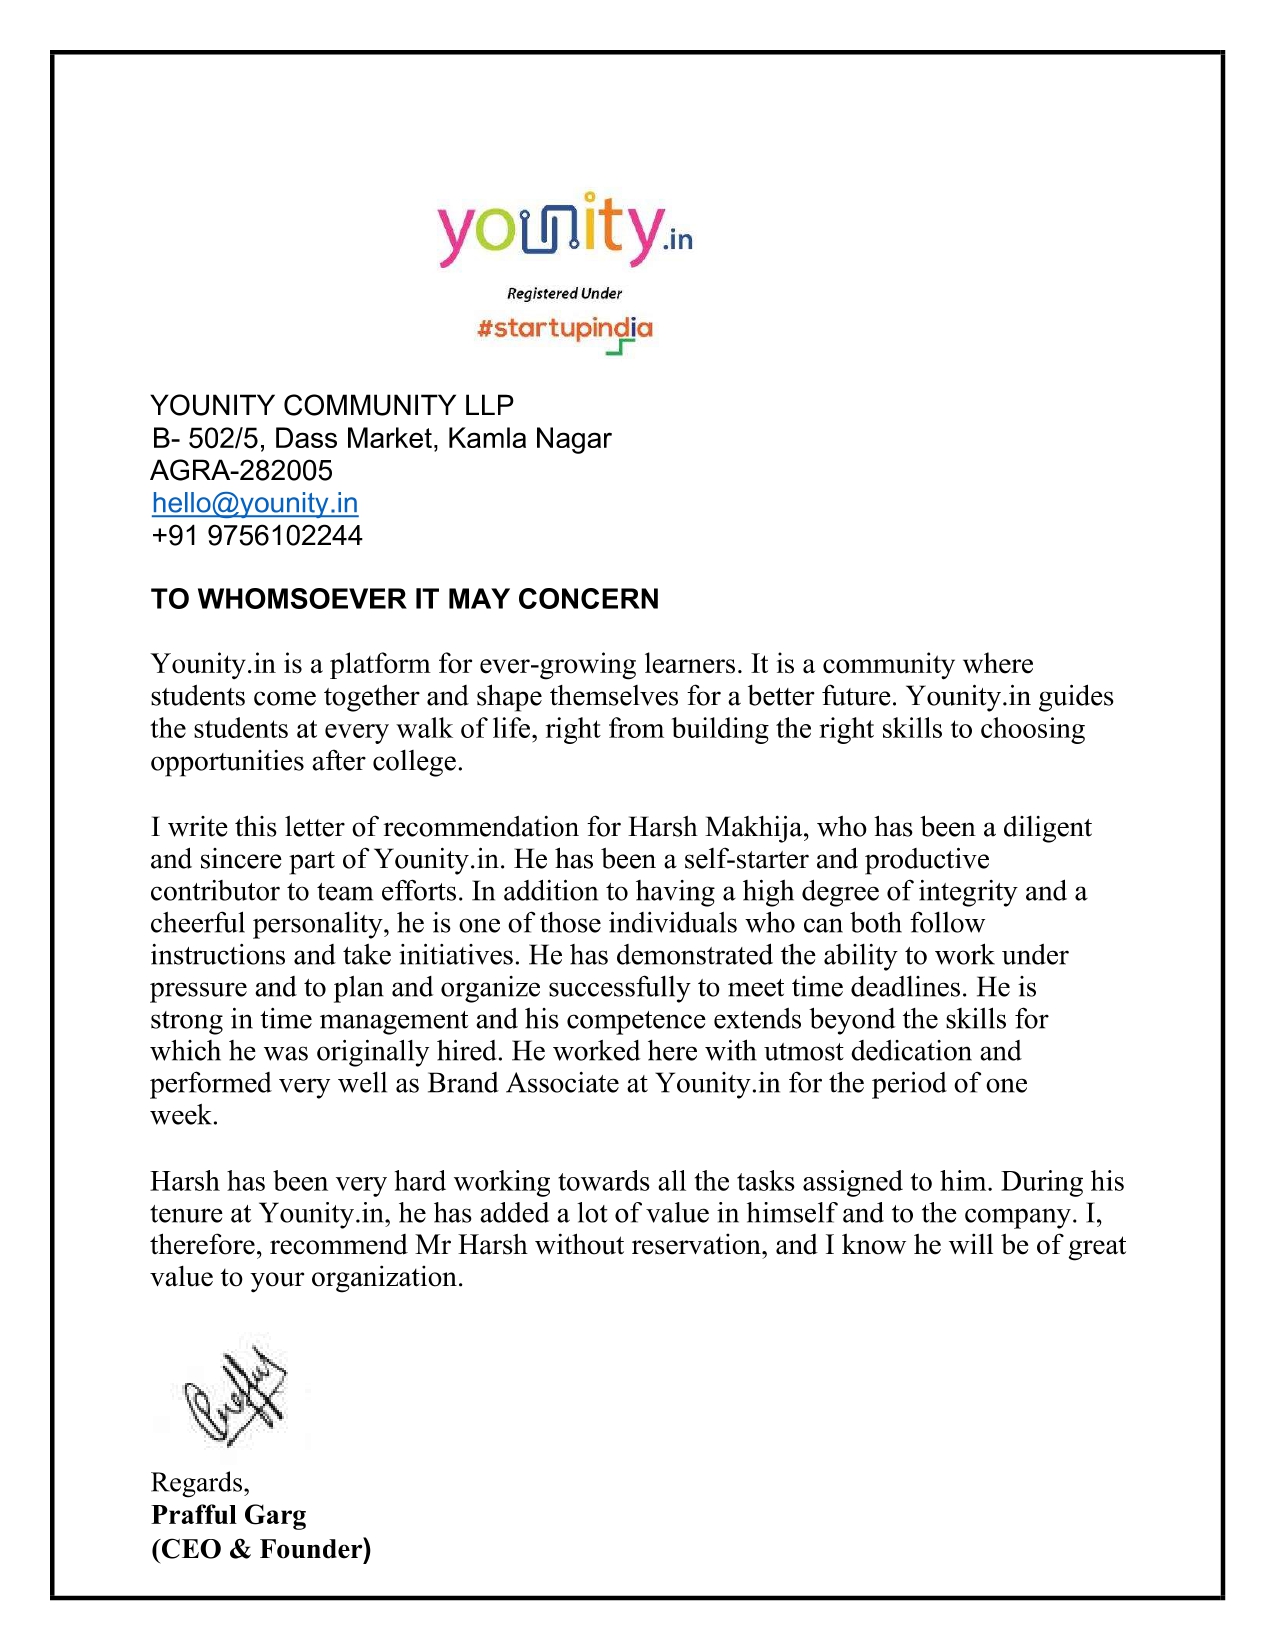 younity.in
Registered Under
#startupindia
YOUNITY COMMUNITY LLP
B- 502/5, Dass Market, Kamla Nagar
AGRA-282005
hello@younity.in
+91 9756102244
TO WHOMSOEVER IT MAY CONCERN
Younity.in is a platform for ever-growing learners. It is a community where
students come together and shape themselves for a better future. Younity.in guides
the students at every walk of life, right from building the right skills to choosing
opportunities after college.
I write this letter of recommendation for Harsh Makhija, who has been a diligent
and sincere part of Younity.in. He has been a self-starter and productive
contributor to team efforts. In addition to having a high degree of integrity and a
cheerful personality, he is one of those individuals who can both follow
instructions and take initiatives. He has demonstrated the ability to work under
pressure and to plan and organize successfully to meet time deadlines. He is
strong in time management and his competence extends beyond the skills for
which he was originally hired. He worked here with utmost dedication and
performed very well as Brand Associate at Younity.in for the period of one
week.
Harsh has been very hard working towards all the tasks assigned to him. During his
tenure at Younity.in, he has added a lot of value in himself and to the company. I,
therefore, recommend Mr Harsh without reservation, and I know he will be of great
value to your organization.
Prafful
Regards,
Prafful Garg
(CEO & Founder)